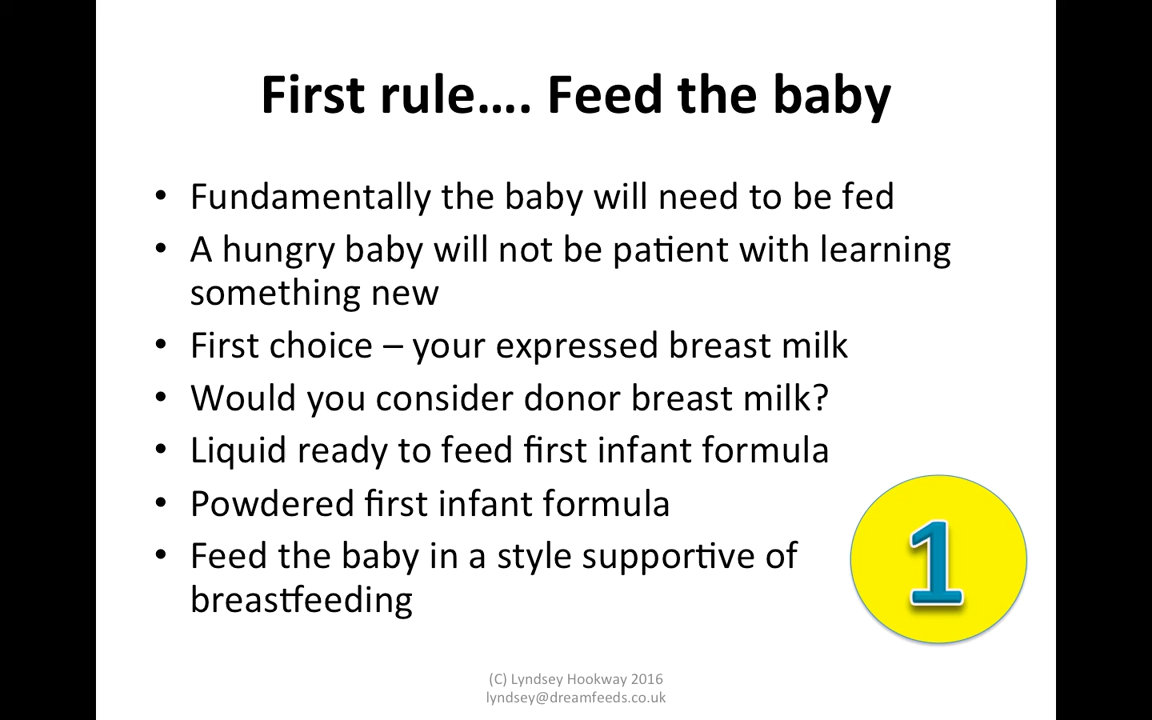 First rule.... Feed the baby
• Fundamentally the baby will need to be fed
• A hungry baby will not be patient with learning
something new
• First choice – your expressed breast milk
• Would you consider donor breast milk?
• Liquid ready to feed first infant formula
• Powdered first infant formula
• Feed the baby in a style supportive of
breastfeeding
1
(C) Lyndsey Hookway 2016
lyndsey@dreamfeeds.co.uk